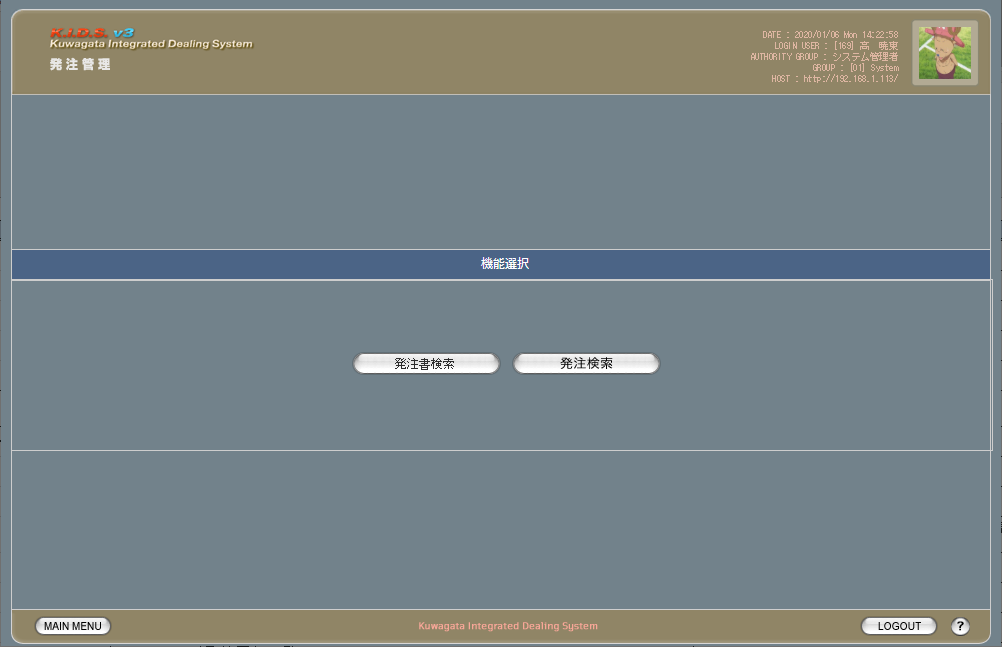 K.I.D.S. v3
Kuwagata Integrated Dealing System
発注管理
DATE : 2020/01/06 Mon 14:22:58
LOGIN USER : [169] 高 暁東
AUTHORITY GROUP : システム管理者
GROUP : [01] System
HOST : http://192.168.1.113/
機能選択
発注書検索
発注検索
MAIN MENU
Kuwagata Integrated Dealing System
LOGOUT
?